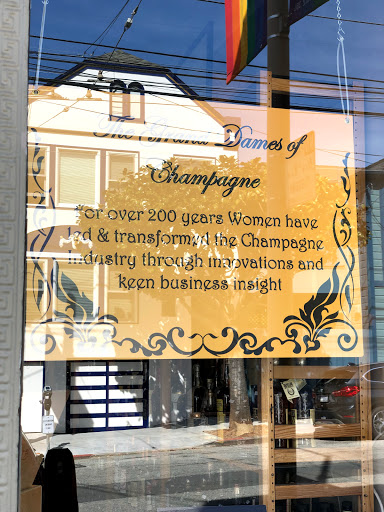 The Grand Dames of
Champagne
For over 200 years Women have
led & transformed the Champagne
industry through innovations and
keen business insight